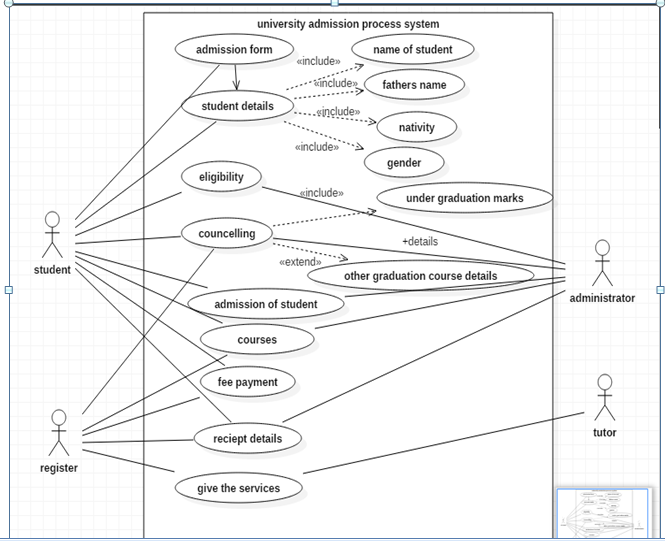 university admission process system
admission form
name of student
«include»
fathers name
«include»
student details
«include»
nativity
«include»
gender
eligibility
«include»
under graduation marks
councelling
+details
«extend»
other graduation course details
student
administrator
admission of student
courses
fee payment
tutor
reciept details
register
give the services